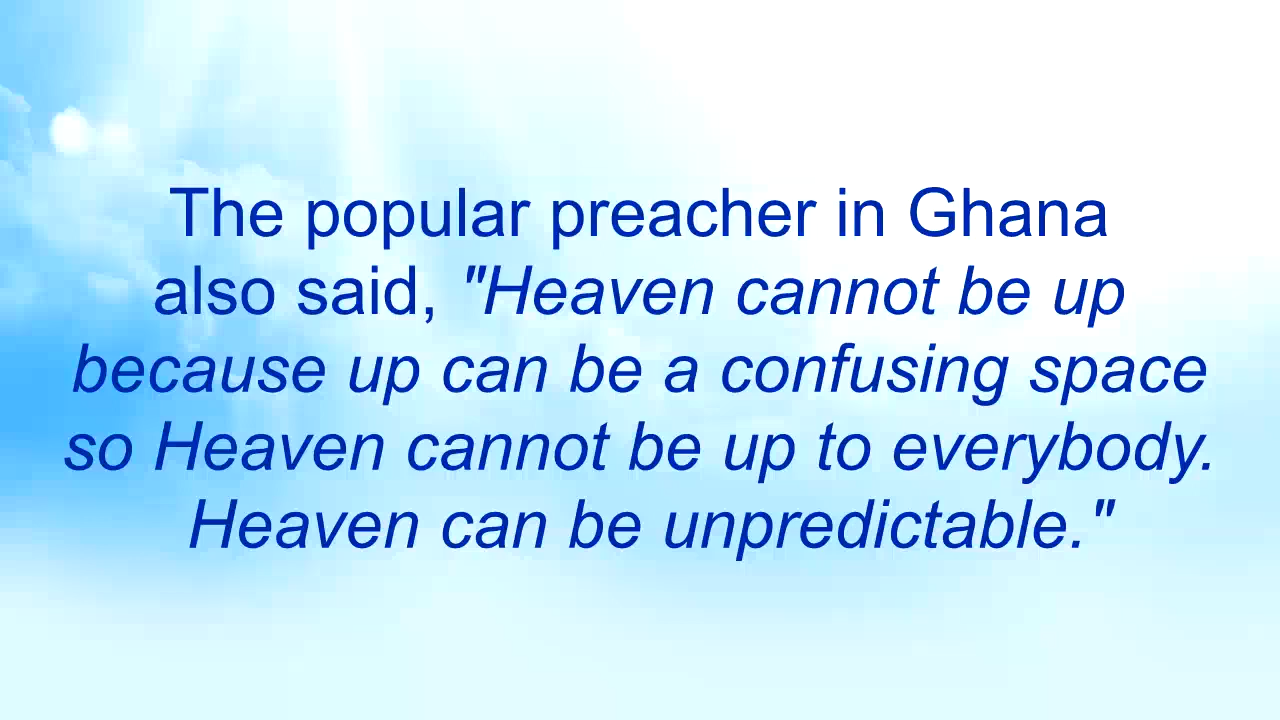 The popular preacher in Ghana
also said, "Heaven cannot be up
because up can be a confusing space
so Heaven cannot be up to everybody.
Heaven can be unpredictable."